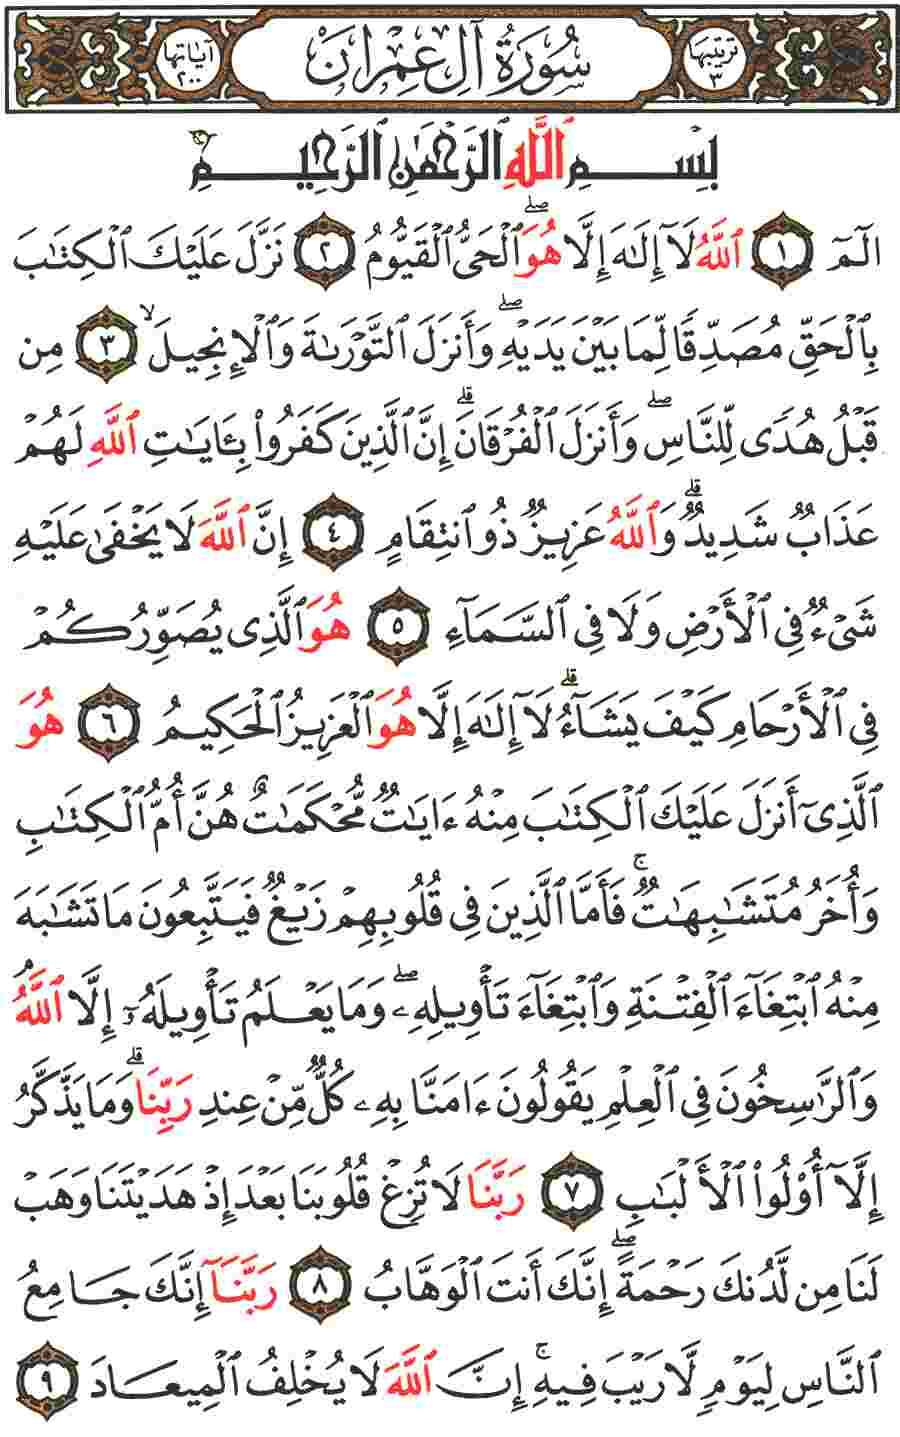 ترتيبها ٣ سُورَةُ آلِ عِمْرَان آياتها ٢٠٠
بِسْمِ ٱللَّهِ ٱلرَّحْمَٰنِ ٱلرَّحِيمِ
الٓمٓ ١ ٱللَّهُ لَآ إِلَٰهَ إِلَّا هُوَ ۖ ٱلْحَىُّ ٱلْقَيُّومُ ٢ نَزَّلَ عَلَيْكَ ٱلْكِتَٰبَ
بِٱلْحَقِّ مُصَدِّقًا لِّمَا بَيْنَ يَدَيْهِ ۖ وَأَنزَلَ ٱلتَّوْرَىٰةَ وَٱلْإِنجِيلَ ۙ ٣ مِن
قَبْلُ هُدًى لِّلنَّاسِ ۖ وَأَنزَلَ ٱلْفُرْقَانَ ۗ إِنَّ ٱلَّذِينَ كَفَرُوا۟ بِـَٔايَٰتِ ٱللَّهِ لَهُمْ
عَذَابٌ شَدِيدٌ ۗ وَٱللَّهُ عَزِيزٌ ذُو ٱنتِقَامٍ ٤ إِنَّ ٱللَّهَ لَا يَخْفَىٰ عَلَيْهِ
شَىْءٌ فِى ٱلْأَرْضِ وَلَا فِى ٱلسَّمَآءِ ٥ هُوَ ٱلَّذِى يُصَوِّرُكُمْ
فِى ٱلْأَرْحَامِ كَيْفَ يَشَآءُ ۗ لَآ إِلَٰهَ إِلَّا هُوَ ٱلْعَزِيزُ ٱلْحَكِيمُ ٦ هُوَ
ٱلَّذِىٓ أَنزَلَ عَلَيْكَ ٱلْكِتَٰبَ مِنْهُ ءَايَٰتٌ مُّحْكَمَٰتٌ هُنَّ أُمُّ ٱلْكِتَٰبِ
وَأُخَرُ مُتَشَٰبِهَٰتٌ ۚ فَأَمَّا ٱلَّذِينَ فِى قُلُوبِهِمْ زَيْغٌ فَيَتَّبِعُونَ مَا تَشَٰبَهَ
مِنْهُ ٱبْتِغَآءَ ٱلْفِتْنَةِ وَٱبْتِغَآءَ تَأْوِيلِهِۦ ۖ وَمَا يَعْلَمُ تَأْوِيلَهُۥٓ إِلَّا ٱللَّهُ
وَٱلرَّٰسِخُونَ فِى ٱلْعِلْمِ يَقُولُونَ ءَامَنَّا بِهِۦ كُلٌّ مِّنْ عِندِ رَبِّنَا ۗ وَمَا يَذَّكَّرُ
إِلَّآ أُو۟لُوا۟ ٱلْأَلْبَٰبِ ٧ رَبَّنَا لَا تُزِغْ قُلُوبَنَا بَعْدَ إِذْ هَدَيْتَنَا وَهَبْ
لَنَا مِن لَّدُنكَ رَحْمَةً ۖ إِنَّكَ أَنتَ ٱلْوَهَّابُ ٨ رَبَّنَآ إِنَّكَ جَامِعُ
ٱلنَّاسِ لِيَوْمٍ لَّا رَيْبَ فِيهِ ۚ إِنَّ ٱللَّهَ لَا يُخْلِفُ ٱلْمِيعَادَ ٩